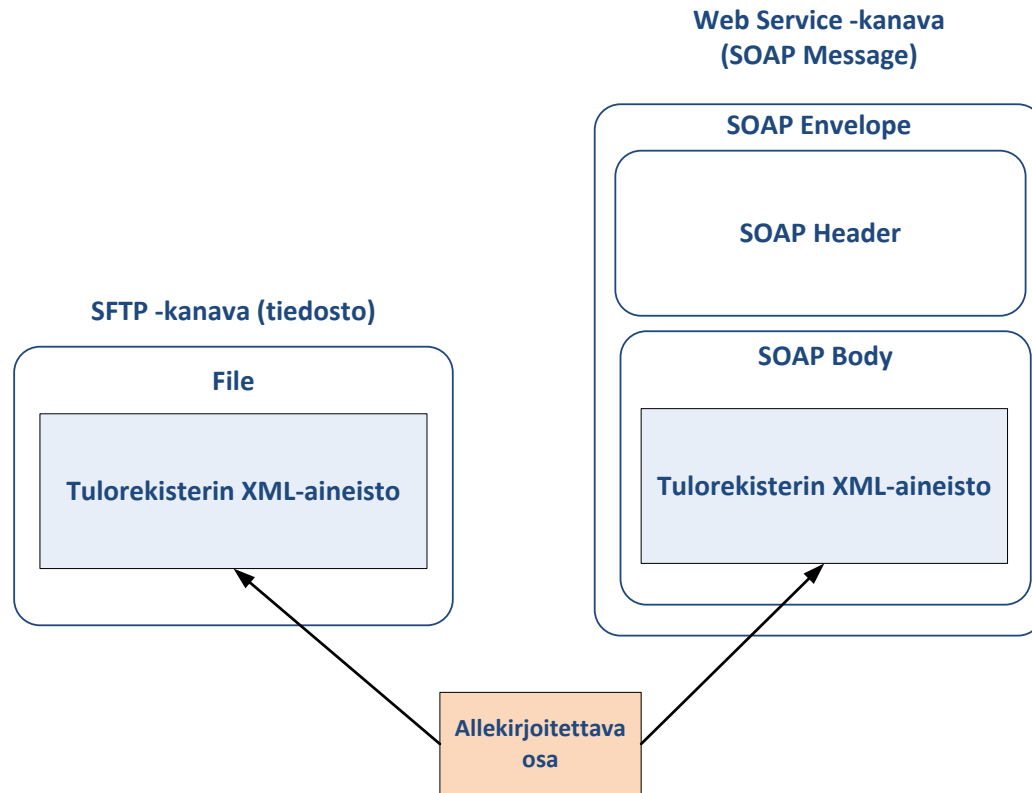 Web Service -kanava
(SOAP Message)
SOAP Envelope
SOAP Header
SFTP -kanava (tiedosto)
File
Tulorekisterin XML-aineisto
SOAP Body
Tulorekisterin XML-aineisto
Allekirjoitettava
osa